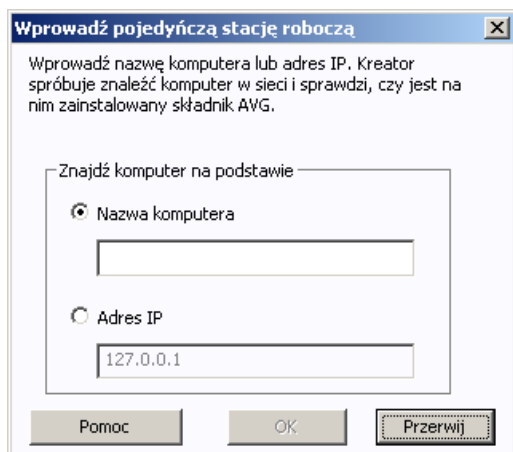 Wprowadź pojedyńczą stację roboczą
Wprowadź nazwę komputera lub adres IP. Kreator
spróbuje znaleźć komputer w sieci i sprawdzi, czy jest na
nim zainstalowany składnik AVG.
Znajdź komputer na podstawie
Nazwa komputera
Adres IP
127.0.0.1
Pomoc OK Przerwij